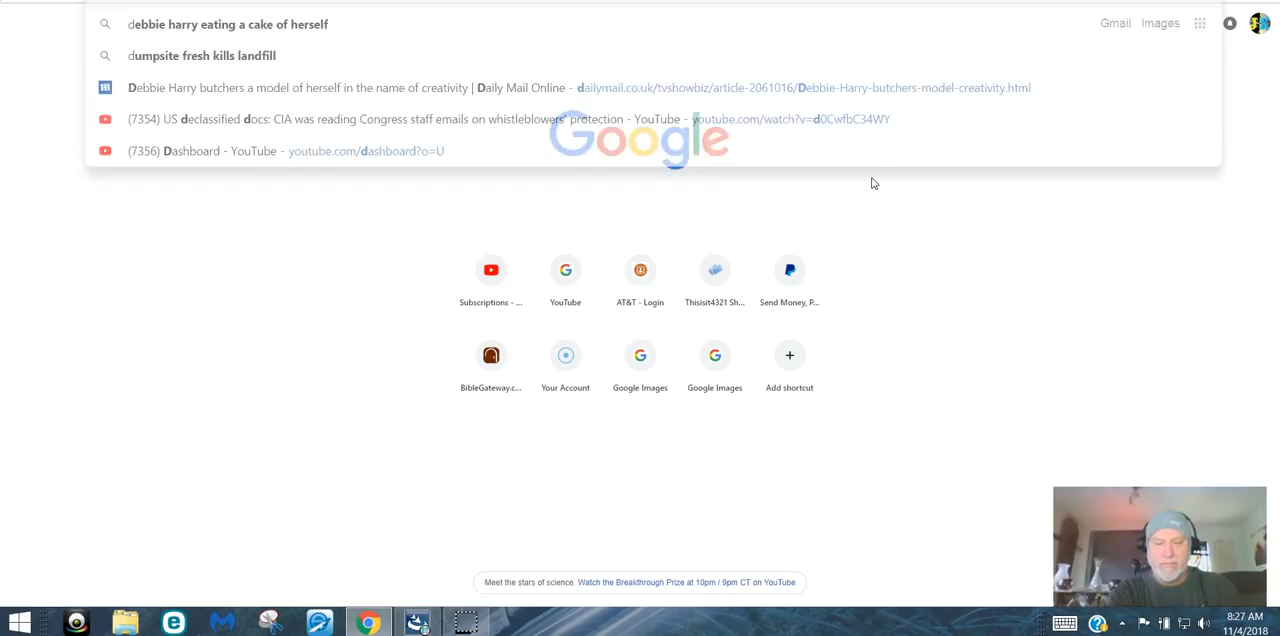 debbie harry eating a cake of herself
Gmail Images
dumpsite fresh kills landfill
Debbie Harry butchers a model of herself in the name of creativity | Daily Mail Online - dailymail.co.uk/tvshowbiz/article-2061016/Debbie-Harry-butchers-model-creativity.html
(7354) US declassified docs: CIA was reading Congress staff emails on whistleblowers' protection - YouTube - youtube.com/watch?v=d0CwfbC34WY
Google
(7356) Dashboard - YouTube - youtube.com/dashboard?o=U
Subscriptions - ... YouTube AT&T - Login Thisisit4321 Sh... Send Money, P...
BibleGateway.c... Your Account Google Images Google Images Add shortcut
Meet the stars of science. Watch the Breakthrough Prize at 10pm / 9pm CT on YouTube
8:27 AM
11/4/2018